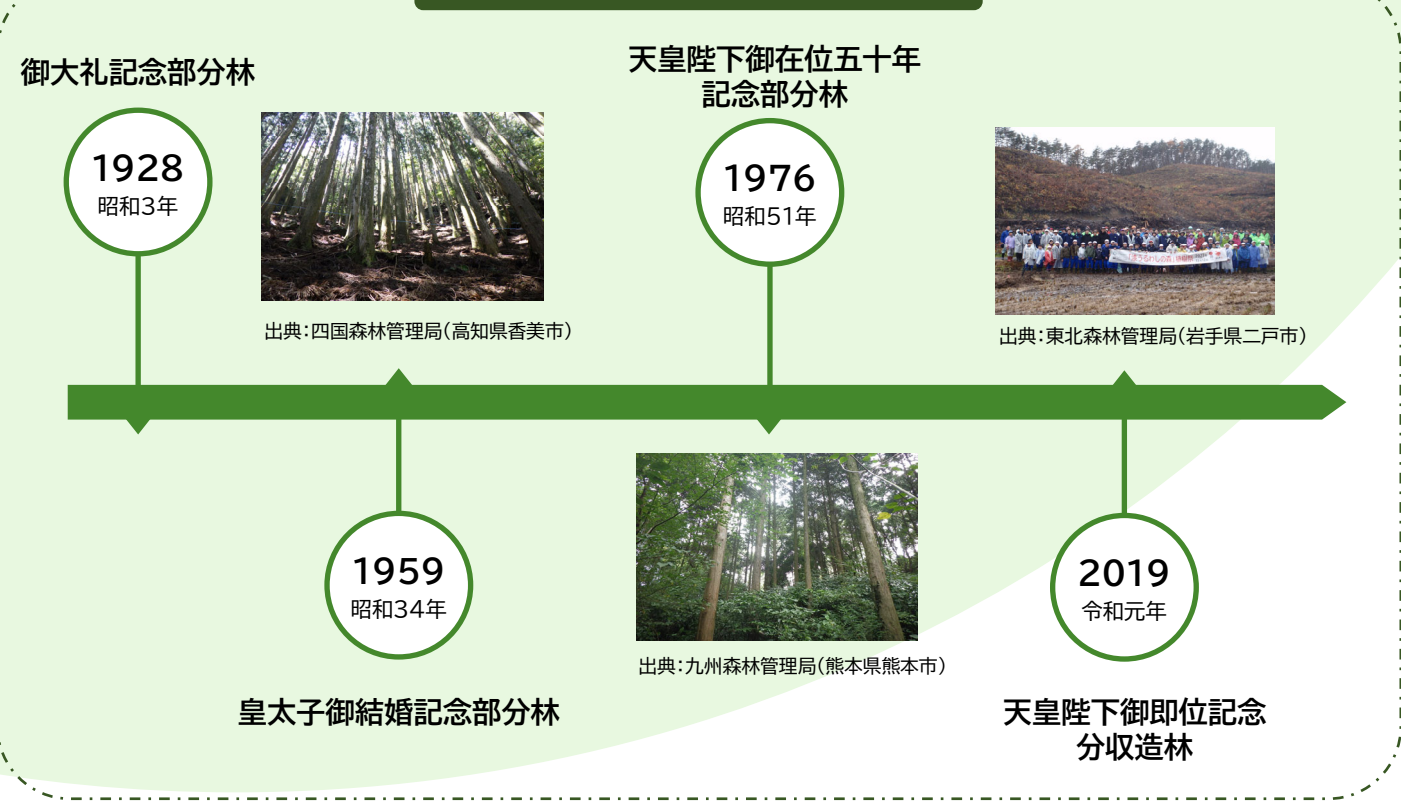 御大礼記念部分林
1928
昭和3年
出典：四国森林管理局（高知県香美市）
1959
昭和34年
皇太子御結婚記念部分林
天皇陛下御在位五十年
記念部分林
1976
昭和51年
出典：九州森林管理局（熊本県熊本市）
出典：東北森林管理局（岩手県二戸市）
2019
令和元年
天皇陛下御即位記念
分収造林